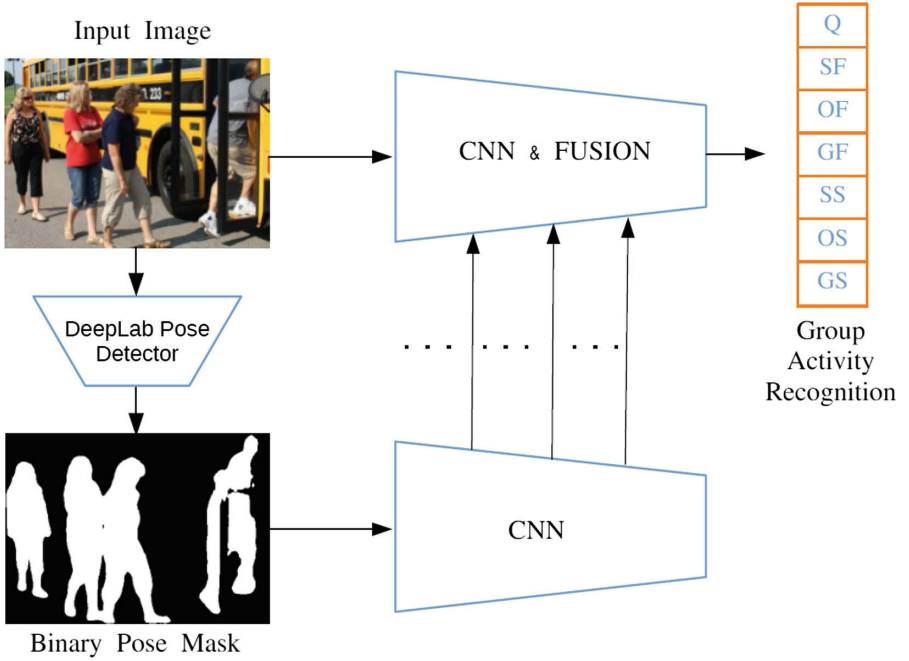 Input Image
233
DeepLab Pose
Detector
Binary Pose Mask
CNN & FUSION
CNN
Q
SF
OF
GF
SS
OS
GS
Group
Activity
Recognition